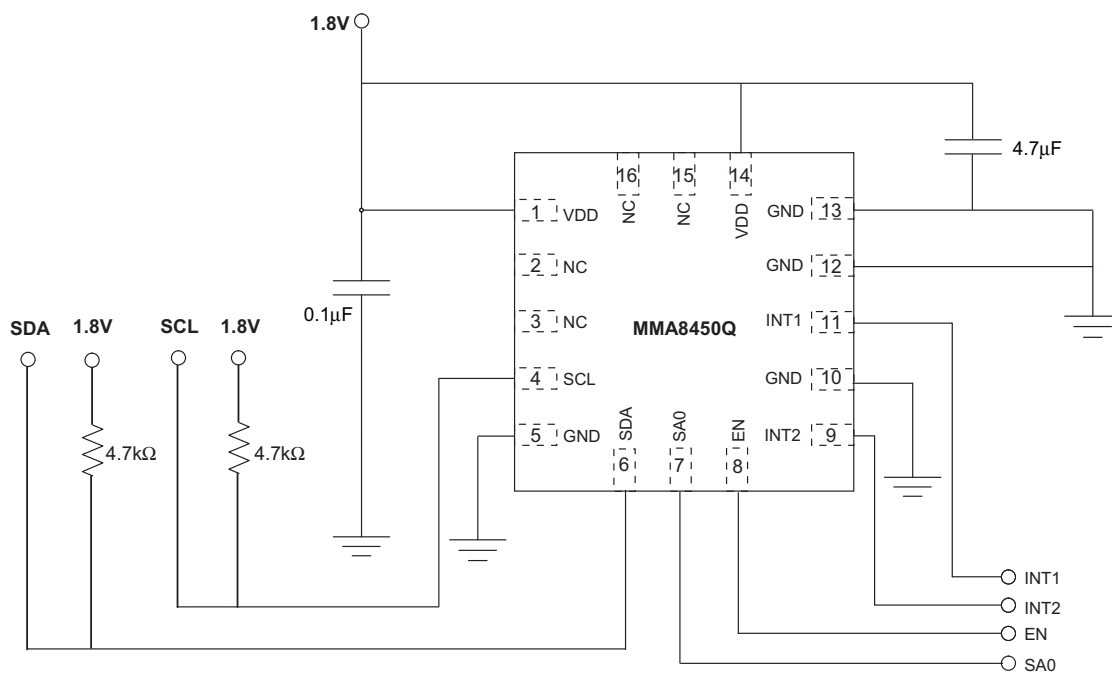 1.8V
4.7µF
16
15
14
NC
NC
VDD
1 VDD
GND 13
2 NC
GND 12
0.1µF
3 NC
MMA8450Q
INT1 11
SDA 1.8V SCL 1.8V
4 SCL
GND 10
5 GND
SDA
SA0
EN
INT2 9
4.7kΩ
4.7kΩ
6
7
8
INT1
INT2
EN
SA0